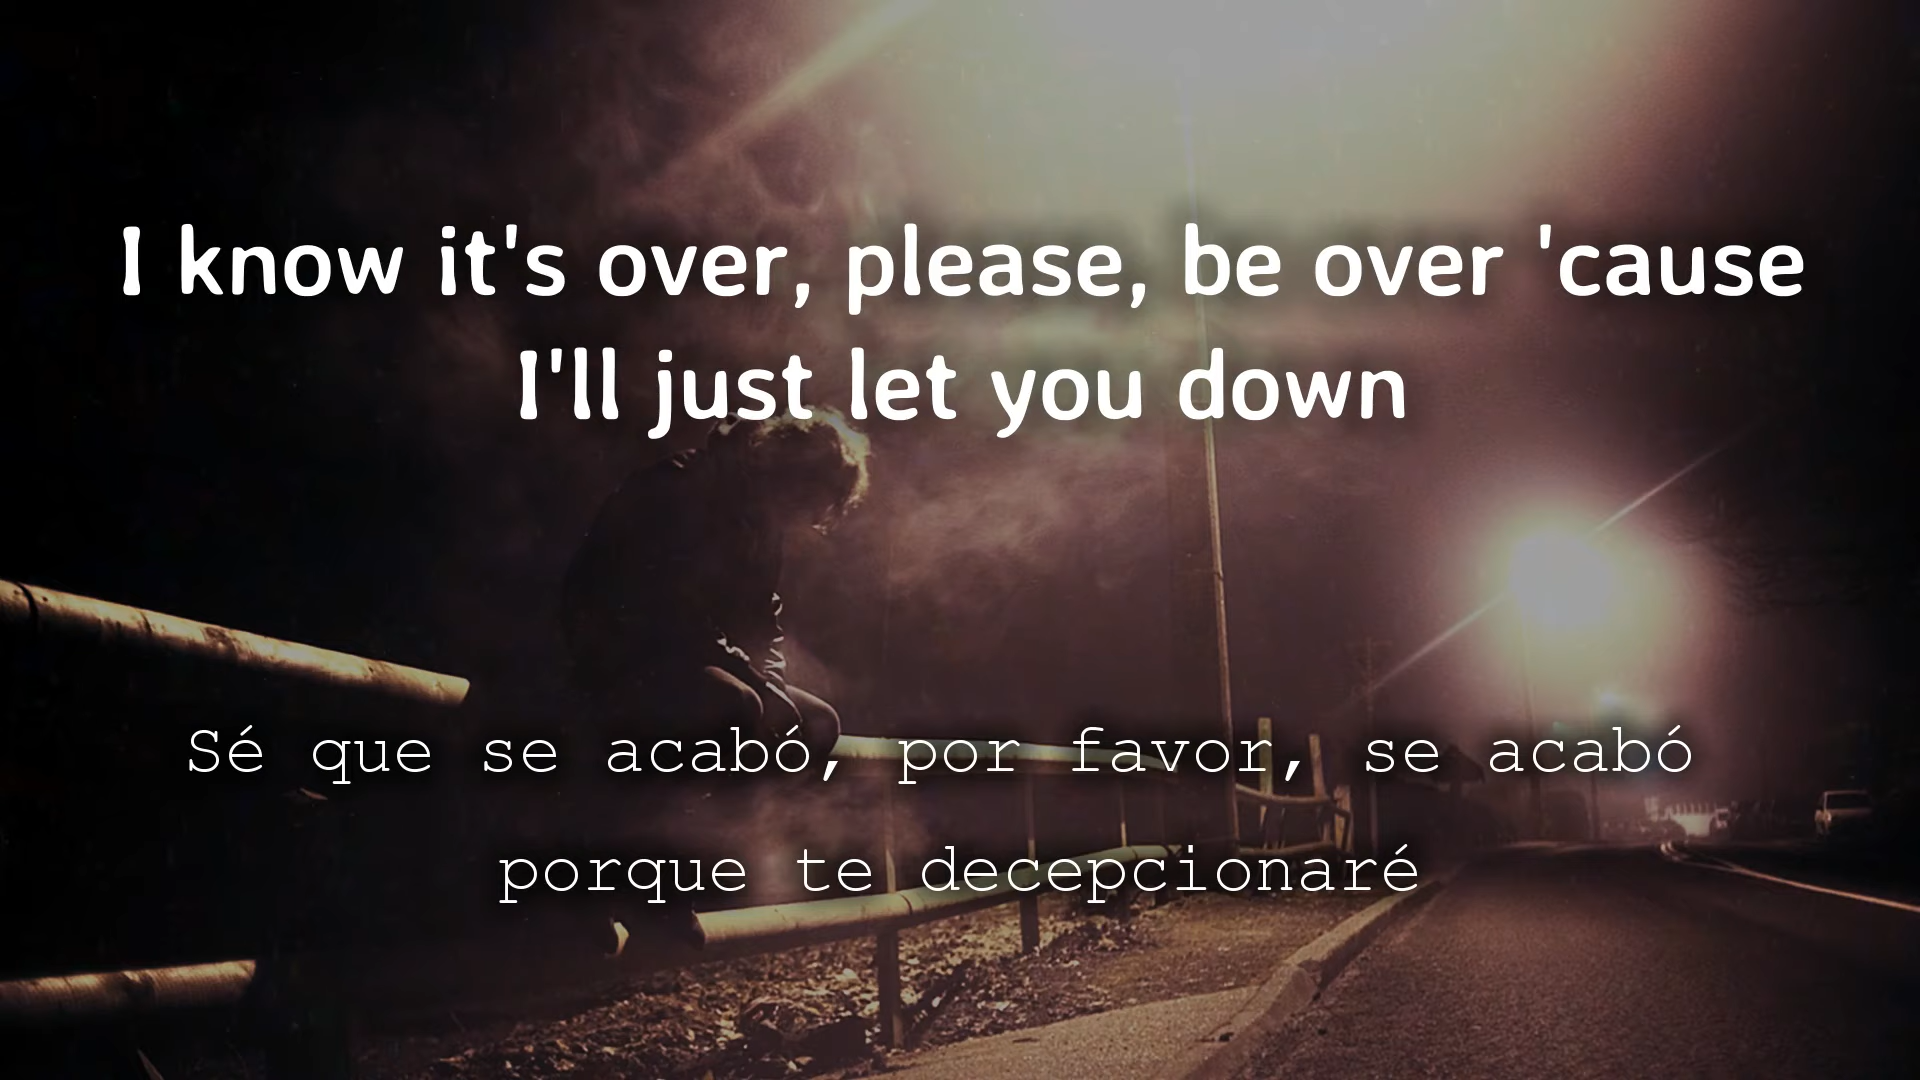 I know it's over, please, be over 'cause
I'll just let you down
Sé que se acabó, por favor, se acabó
porque te decepcionaré